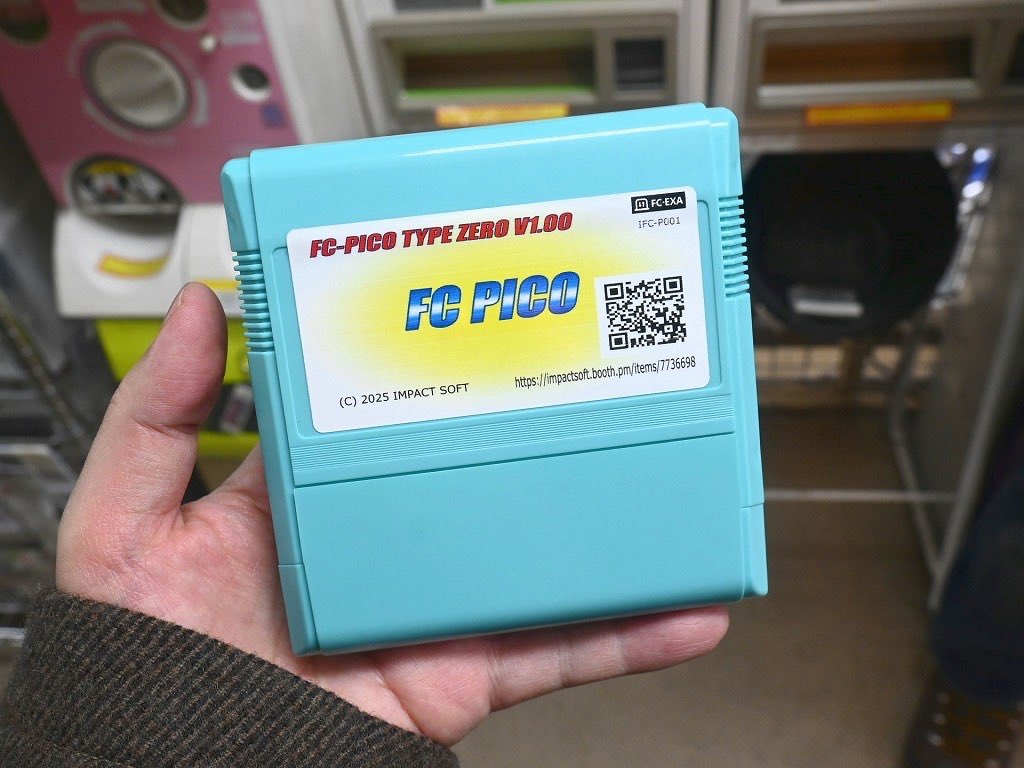 FC-PICO TYPE ZERO V1.00
FC-EXA
iFC-P001
FC PICO
(C) 2025 IMPACT SOFT
https://impactsoft.booth.pm/items/7736698